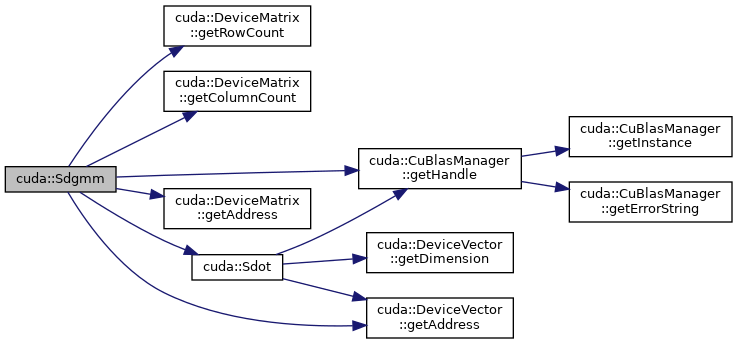 cuda::DeviceMatrix
::getRowCount
cuda::DeviceMatrix
::getColumnCount
cuda::CuBlasManager
::getInstance
cuda::CuBlasManager
::getHandle
cuda::Sdgmm
cuda::CuBlasManager
::getErrorString
cuda::DeviceMatrix
::getAddress
cuda::DeviceVector
::getDimension
cuda::Sdot
cuda::DeviceVector
::getAddress